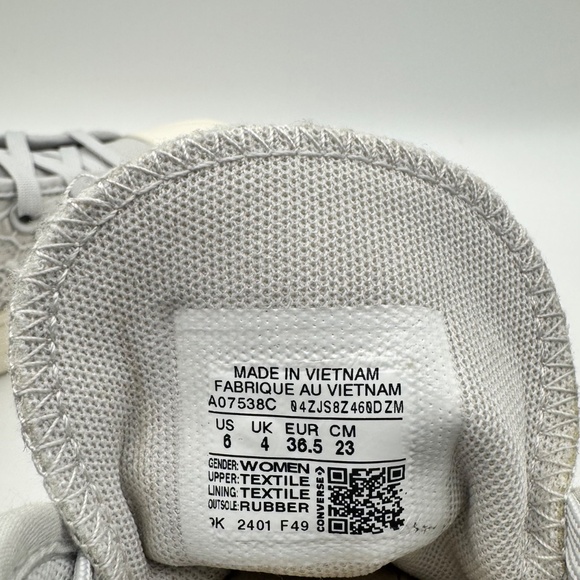 MADE IN VIETNAM
FABRIQUE AU VIETNAM
A07538C 04ZJS8Z460DZM
US UK EUR CM
6 4 36.5 23
GENDER: WOMEN
UPPER: TEXTILE
LINING: TEXTILE
OUTSOLE: RUBBER
CONVERSE
2401 F49